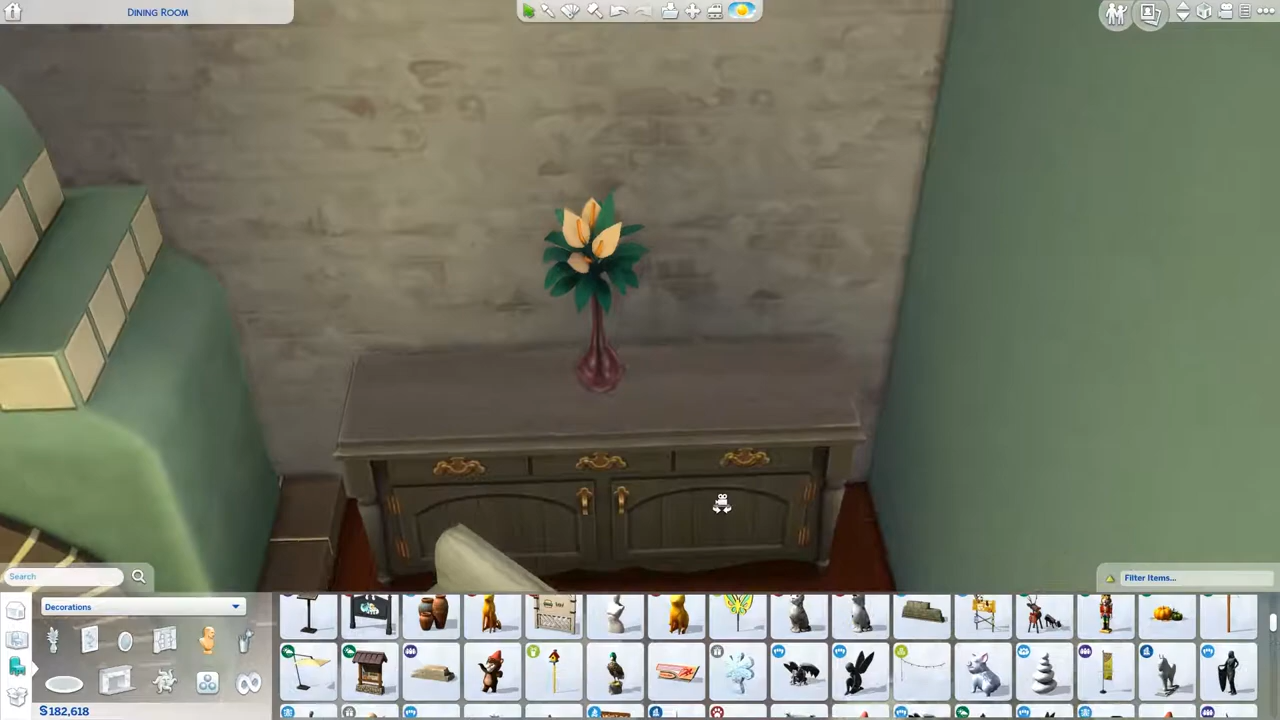 DINING ROOM
Search
Filter Items...
Decorations
§182,618